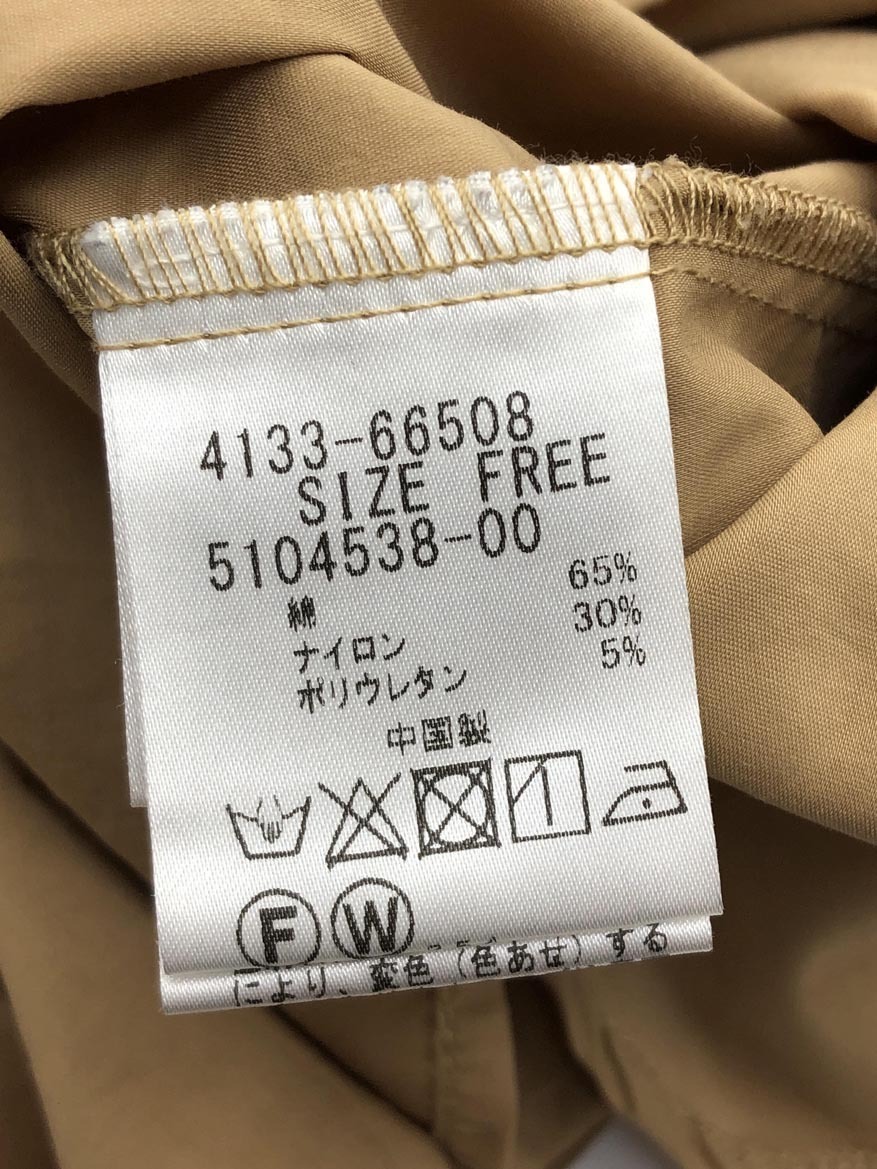 4133-66508
SIZE FREE
5104538-00
綿 65%
ナイロン 30%
ポリウレタン 5%
中国製
F W
により、変色(色あせ)する